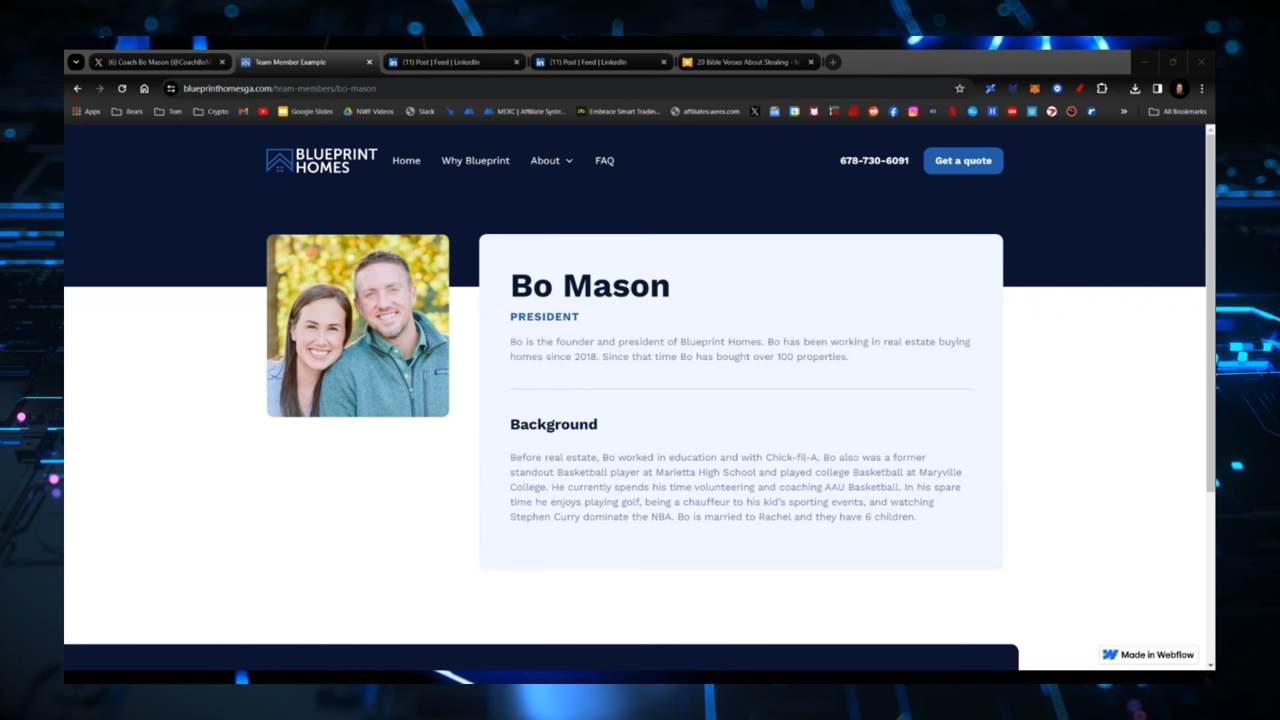 (6) Coach Bo Mason (@CoachBoM
Team Member Example
(11) Post | Feed | LinkedIn
(11) Post | Feed | LinkedIn
20 Bible Verses About Stealing -
blueprinthomesga.com/team-members/bo-mason
Apps
Bears
Tom
Crypto
Google Slides
NWF Videos
Slack
MEXC | Affiliate Syste...
Embrace Smart Tradin...
affiliates.weex.com
All Bookmarks
BLUEPRINT
HOMES
Home
Why Blueprint
About
FAQ
678-730-6091
Get a quote
Bo Mason
PRESIDENT
Bo is the founder and president of Blueprint Homes. Bo has been working in real estate buying
homes since 2018. Since that time Bo has bought over 100 properties.
Background
Before real estate, Bo worked in education and with Chick-fil-A. Bo also was a former
standout Basketball player at Marietta High School and played college Basketball at Maryville
College. He currently spends his time volunteering and coaching AAU Basketball. In his spare
time he enjoys playing golf, being a chauffeur to his kid's sporting events, and watching
Stephen Curry dominate the NBA. Bo is married to Rachel and they have 6 children.
Made in Webflow